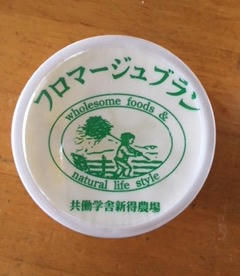 フロマージュブラン
wholesome foods &
natural life style
共働学舎新得農場